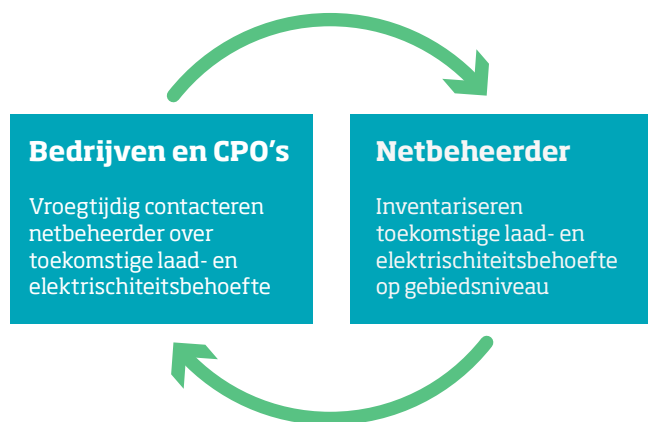 Bedrijven en CPO's
Vroegtijdig contacteren
netbeheerder over
toekomstige laad- en
elektrischiteitsbehoefte
Netbeheerder
Inventariseren
toekomstige laad- en
elektrischiteitsbehoefte
op gebiedsniveau